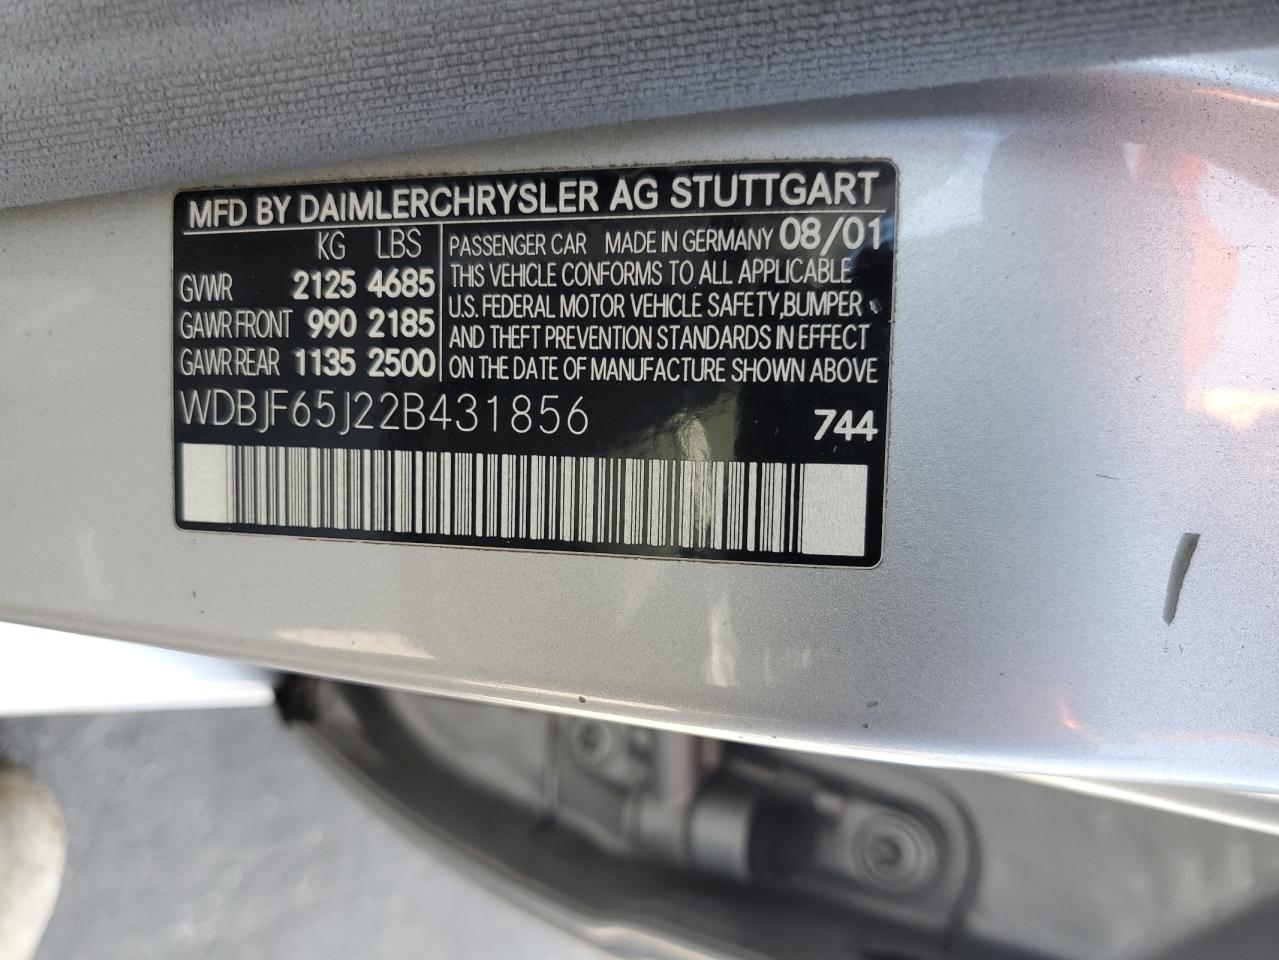 MFD BY DAIMLERCHRYSLER AG STUTTGART
KG LBS
GVWR 2125 4685
GAWR FRONT 990 2185
GAWR REAR 1135 2500
PASSENGER CAR MADE IN GERMANY 08/01
THIS VEHICLE CONFORMS TO ALL APPLICABLE
U.S. FEDERAL MOTOR VEHICLE SAFETY, BUMPER
AND THEFT PREVENTION STANDARDS IN EFFECT
ON THE DATE OF MANUFACTURE SHOWN ABOVE
WDBJF65J22B431856 744